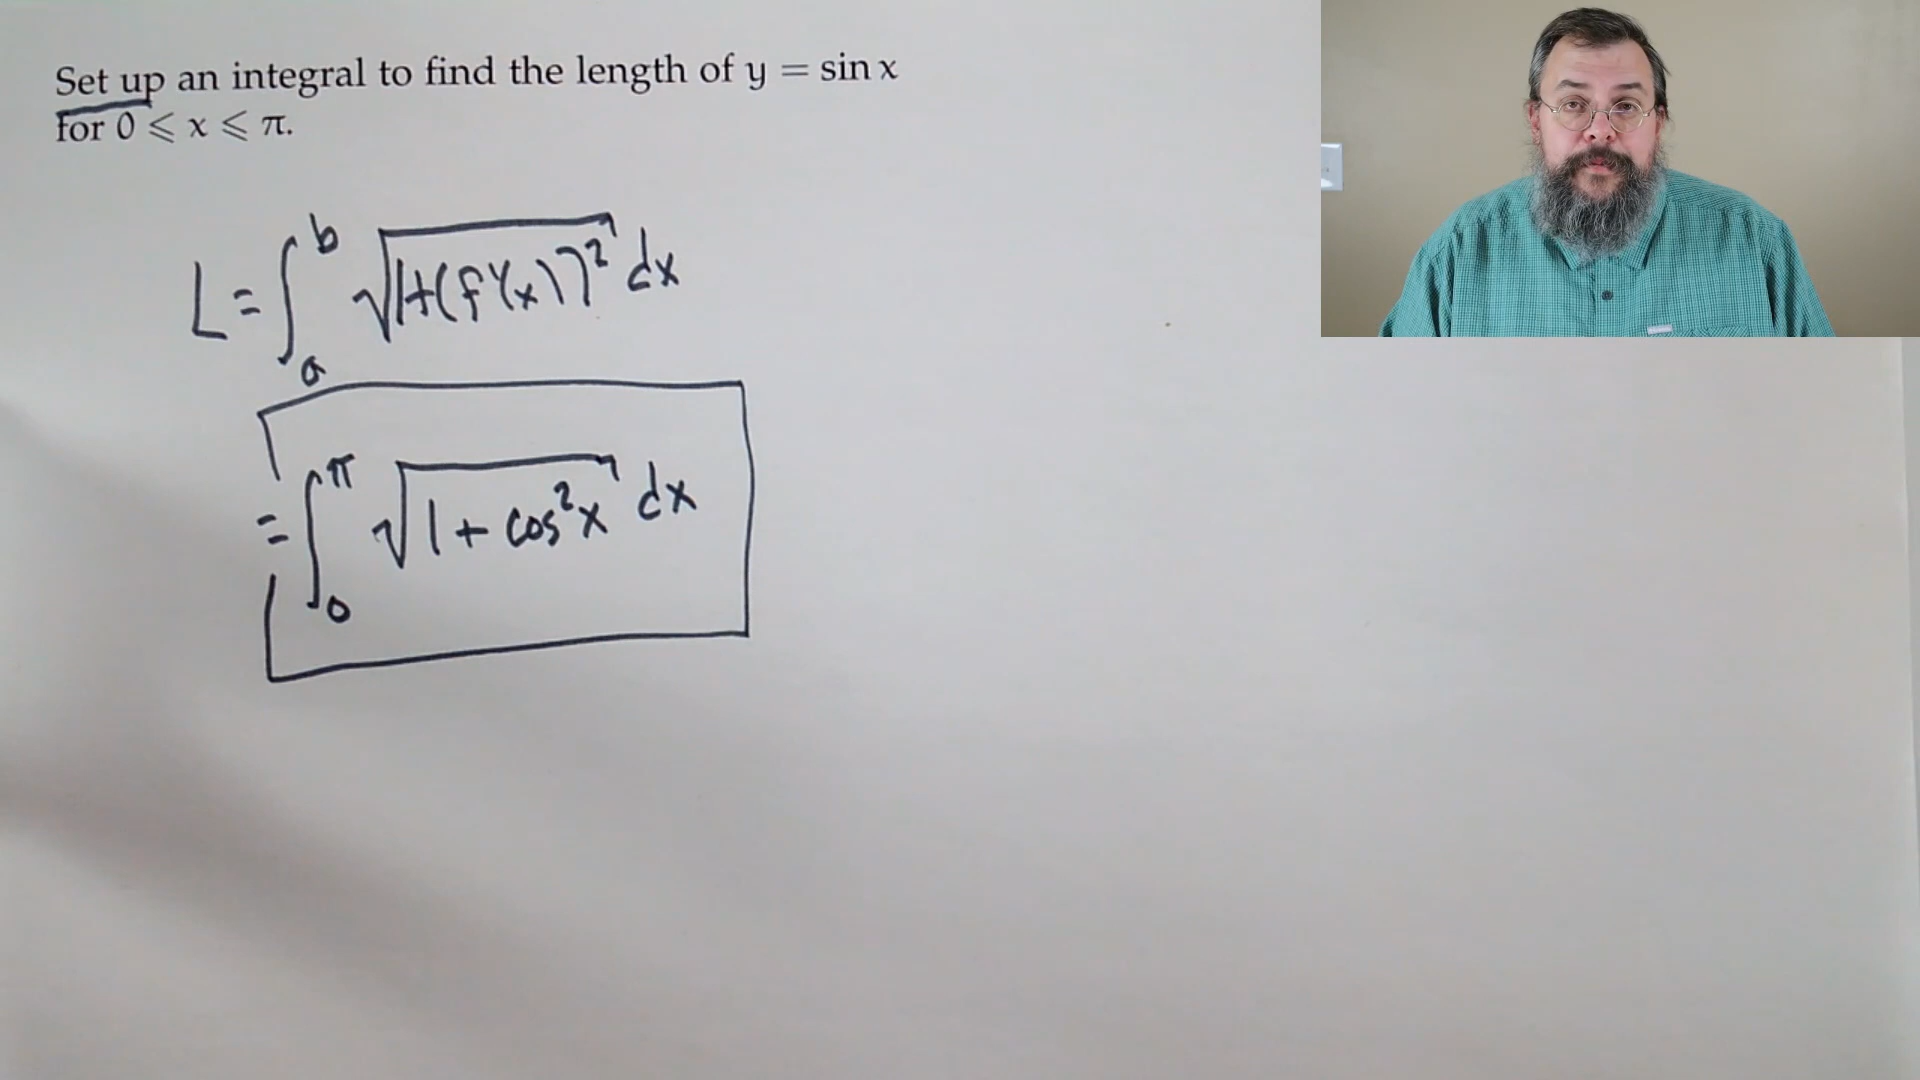 Set up an integral to find the length of y = sin x
for 0 ⩽ x ⩽ π.
L = ∫_a^b √(1+(f'(x))²) dx
= ∫_0^π √(1 + cos²x) dx